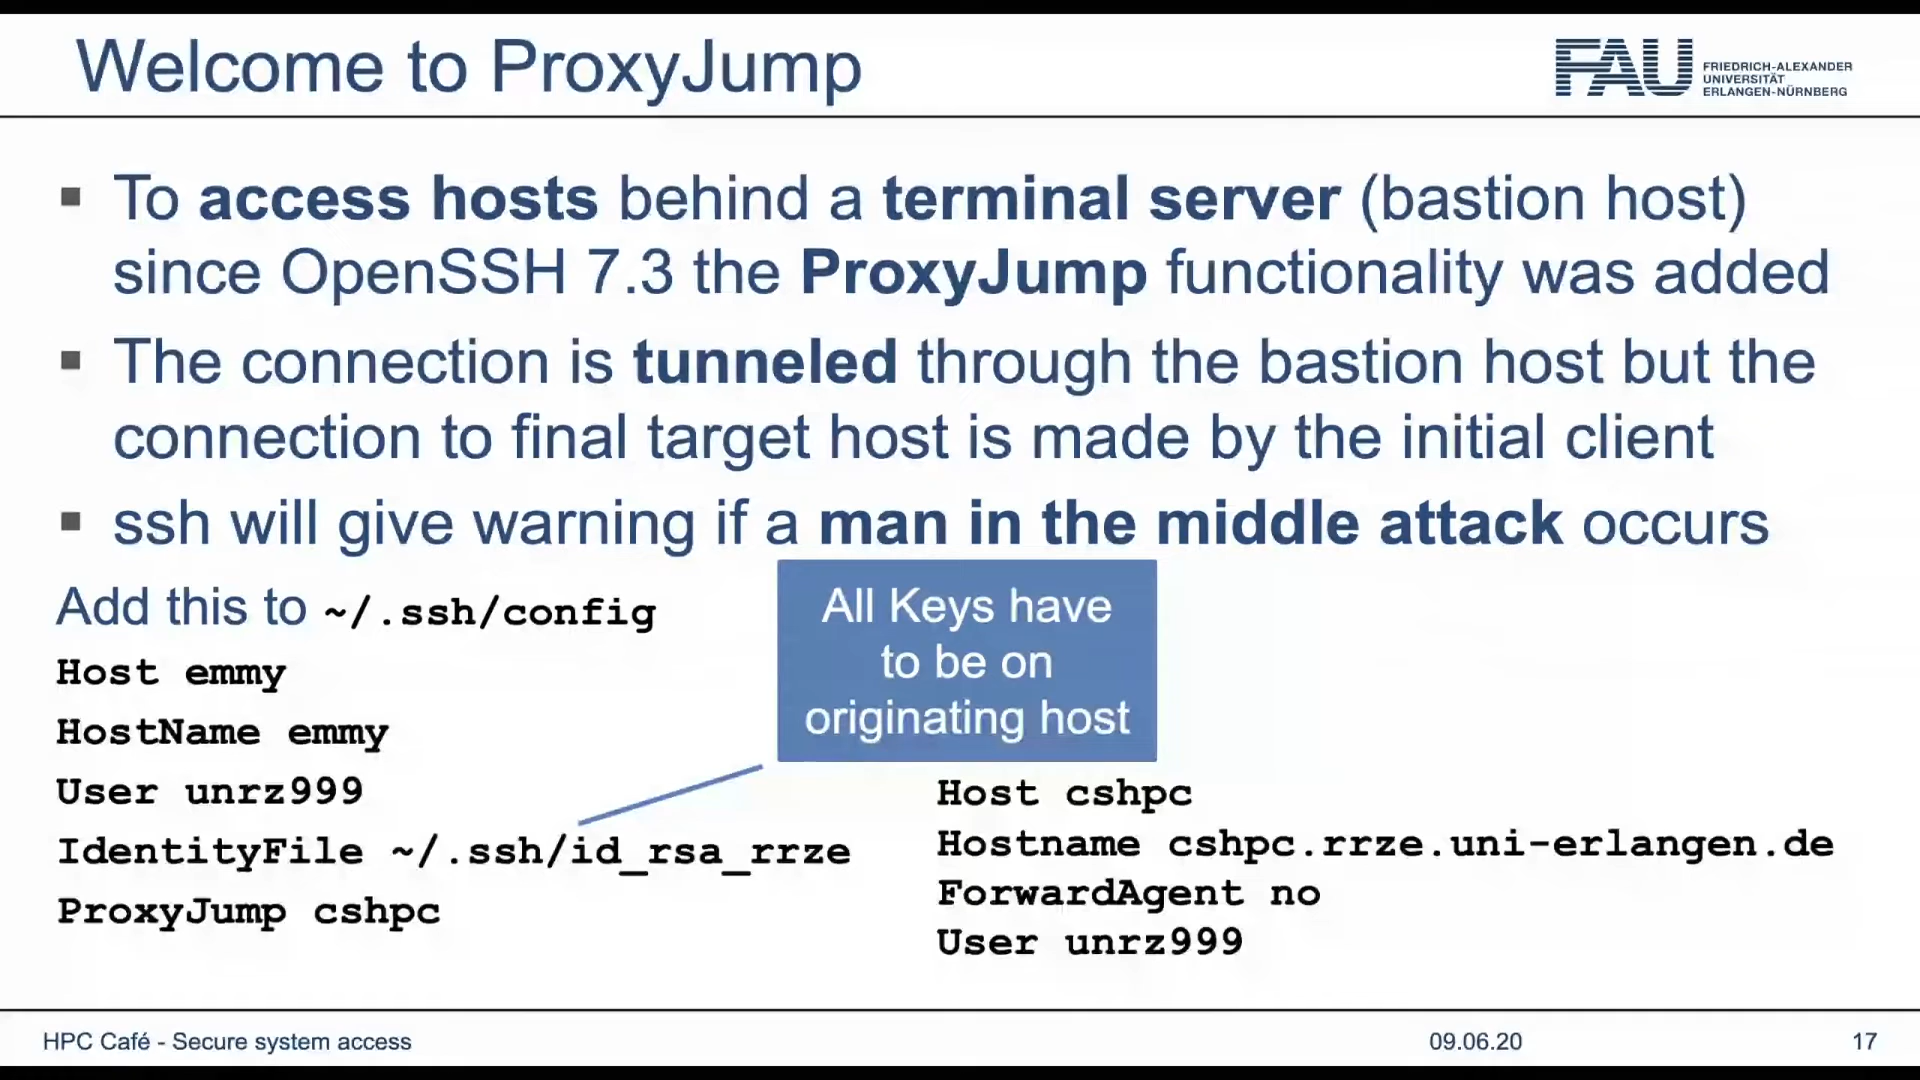 Welcome to ProxyJump
FAU
FRIEDRICH-ALEXANDER
UNIVERSITÄT
ERLANGEN-NÜRNBERG
▪ To access hosts behind a terminal server (bastion host)
since OpenSSH 7.3 the ProxyJump functionality was added
▪ The connection is tunneled through the bastion host but the
connection to final target host is made by the initial client
▪ ssh will give warning if a man in the middle attack occurs
Add this to ~/.ssh/config
Host emmy
HostName emmy
User unrz999
IdentityFile ~/.ssh/id_rsa_rrze
ProxyJump cshpc
All Keys have
to be on
originating host
Host cshpc
Hostname cshpc.rrze.uni-erlangen.de
ForwardAgent no
User unrz999
HPC Café - Secure system access
09.06.20
17